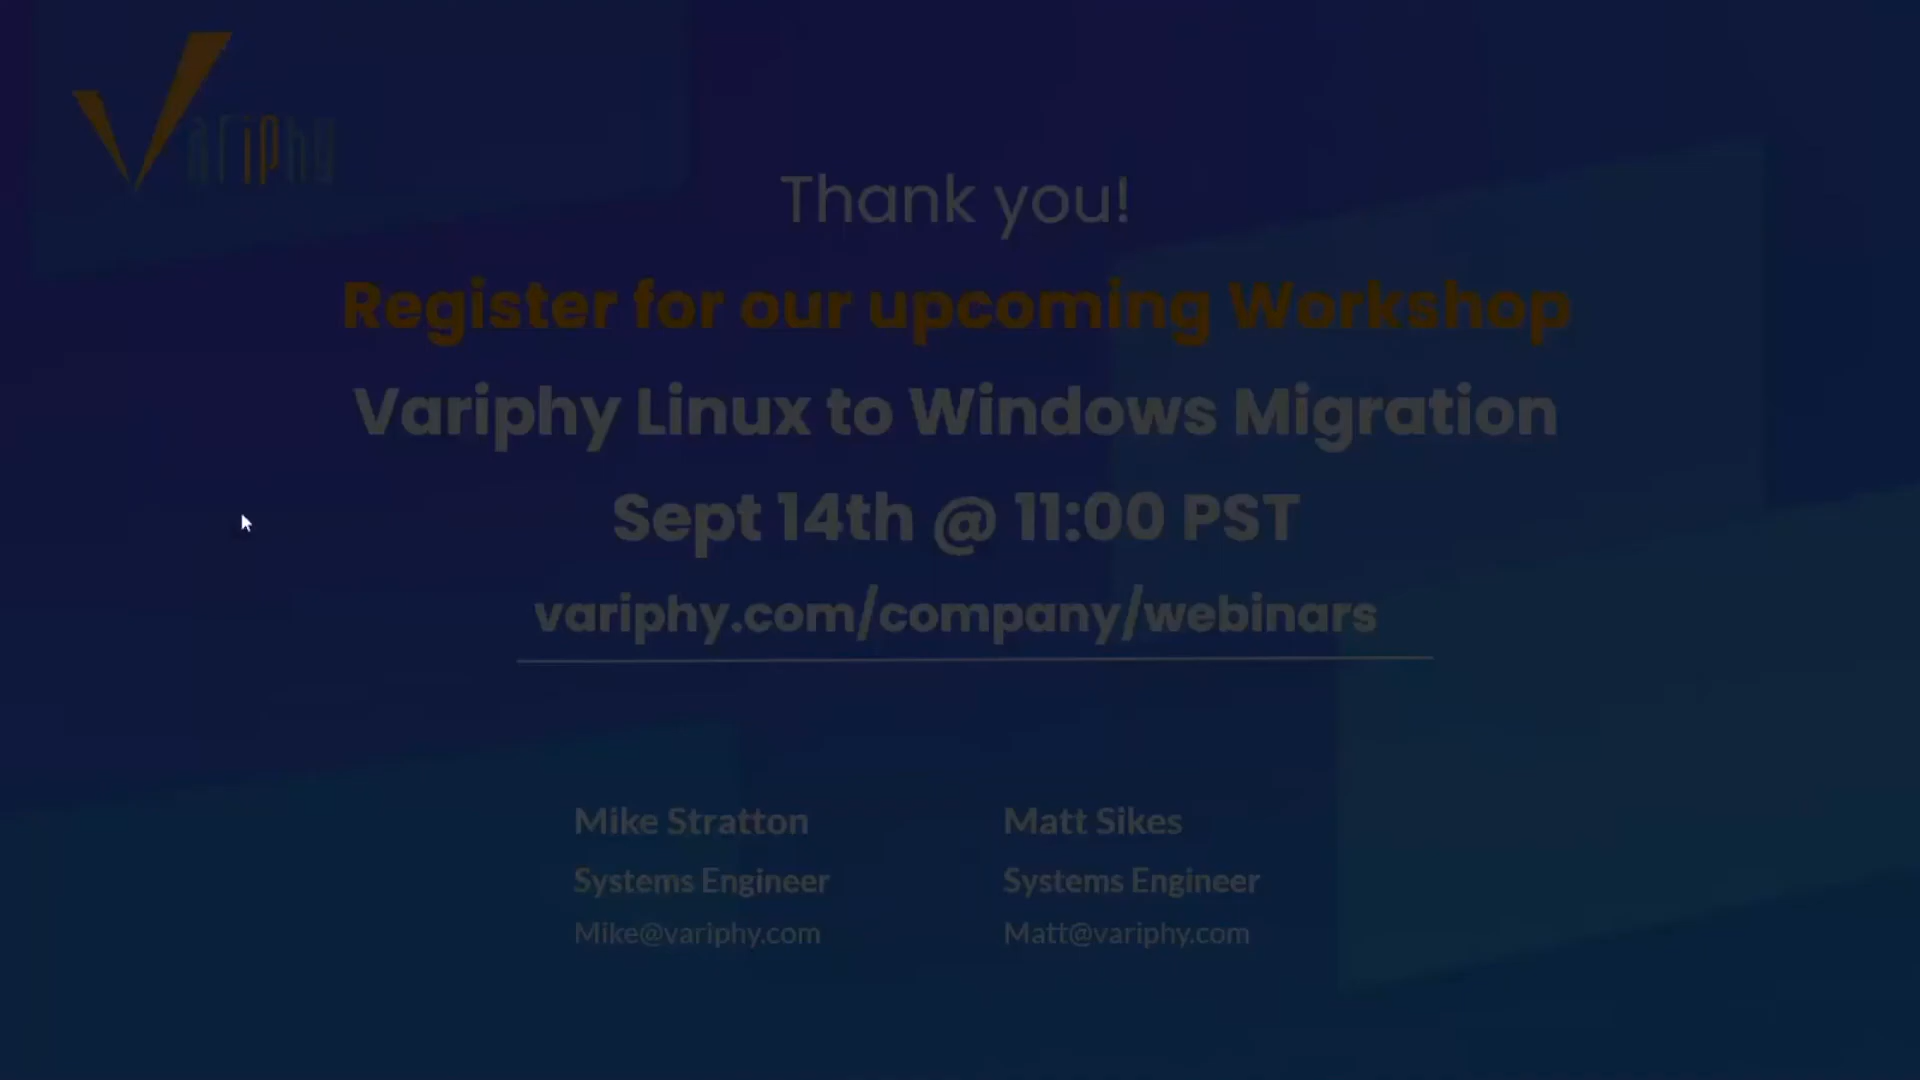 Variphy
Thank you!
Register for our upcoming Workshop
Variphy Linux to Windows Migration
Sept 14th @ 11:00 PST
variphy.com/company/webinars
Mike Stratton
Systems Engineer
Mike@variphy.com
Matt Sikes
Systems Engineer
Matt@variphy.com